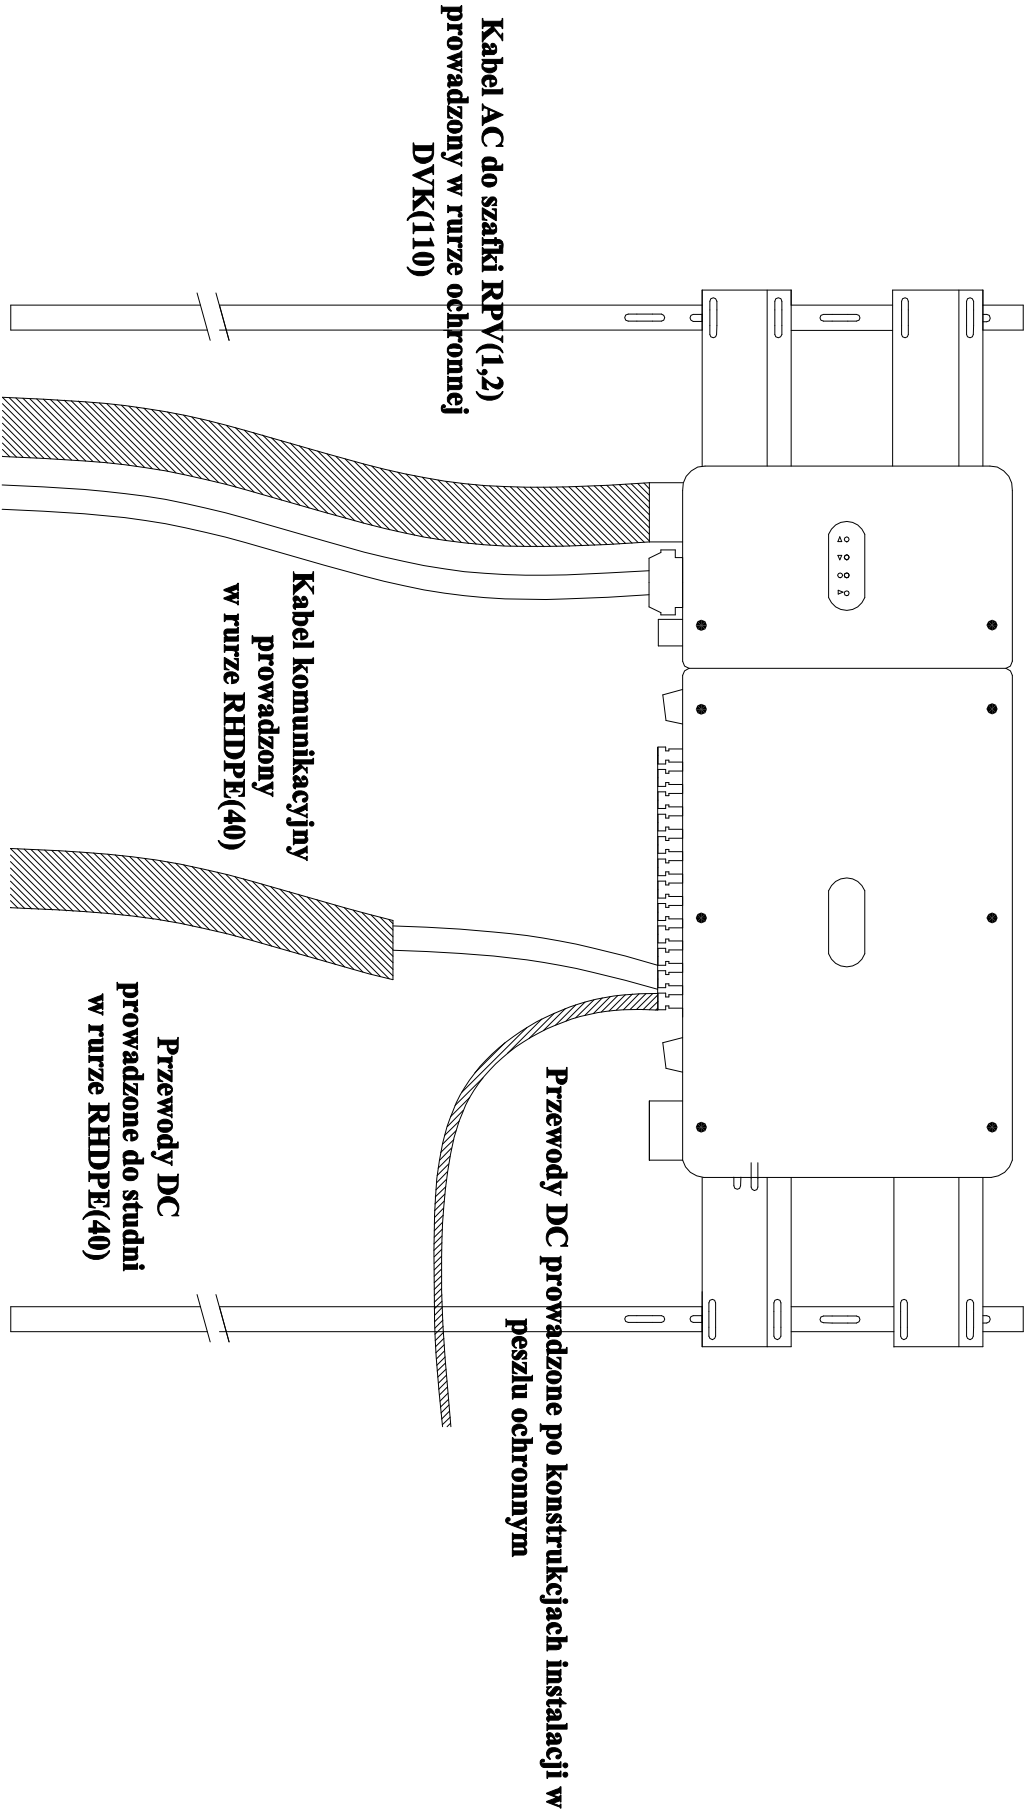 Kabel AC do szafki RPV(1,2)
prowadzony w rurze ochronnej
DVK(110)
Kabel komunikacyjny
prowadzony
w rurze RHDPE(40)
Przewody DC
prowadzone do studni
w rurze RHDPE(40)
Przewody DC prowadzone po konstrukcjach instalacji w
peszlu ochronnym